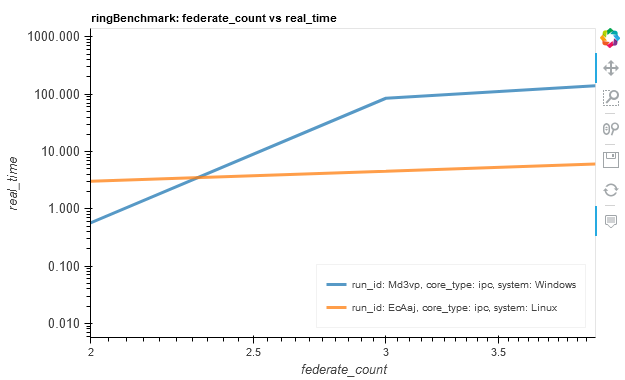 ringBenchmark: federate_count vs real_time
1000.000
100.000
10.000
1.000
0.100
0.010
real_time
run_id: Md3vp, core_type: ipc, system: Windows
run_id: EcAaj, core_type: ipc, system: Linux
2
2.5
3
3.5
federate_count